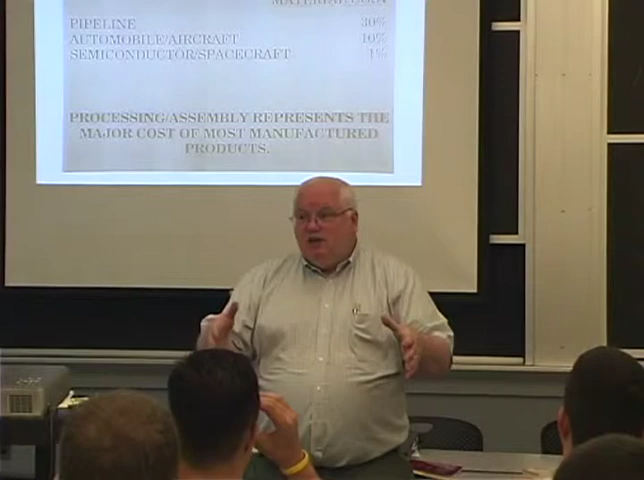 PIPELINE 30%
AUTOMOBILE/AIRCRAFT 10%
SEMICONDUCTOR/SPACECRAFT 1%
PROCESSING/ASSEMBLY REPRESENTS THE
MAJOR COST OF MOST MANUFACTURED
PRODUCTS.